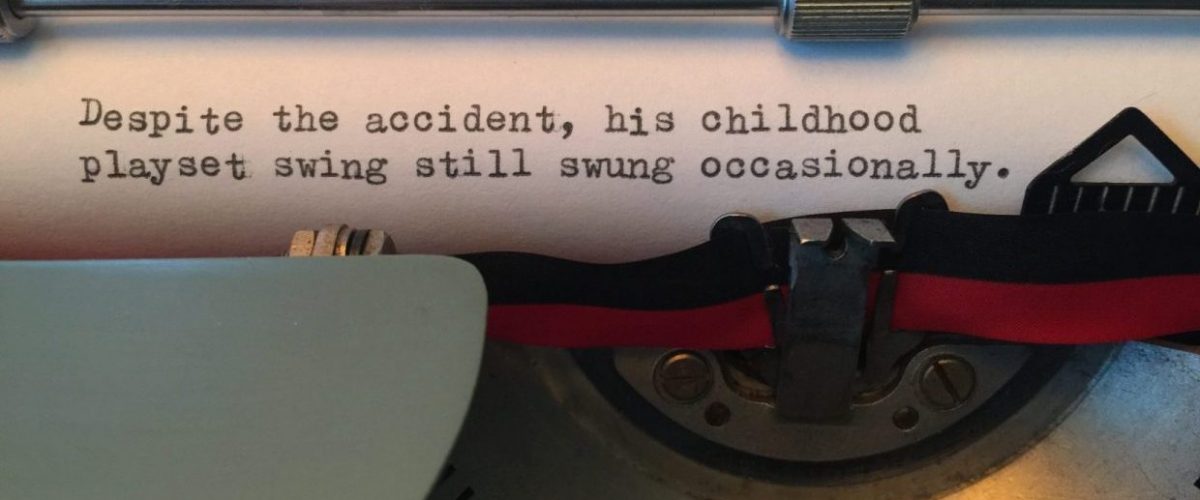 Despite the accident, his childhood
playset swing still swung occasionally.